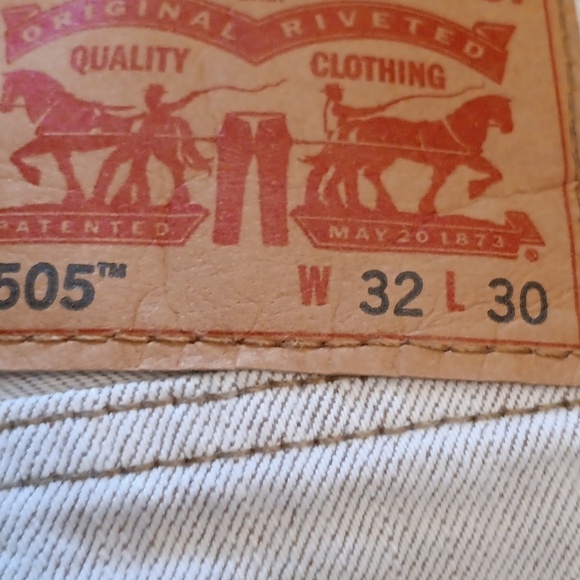 ORIGINAL RIVETED
QUALITY CLOTHING
PATENTED MAY 20 1873
505™ W 32 L 30